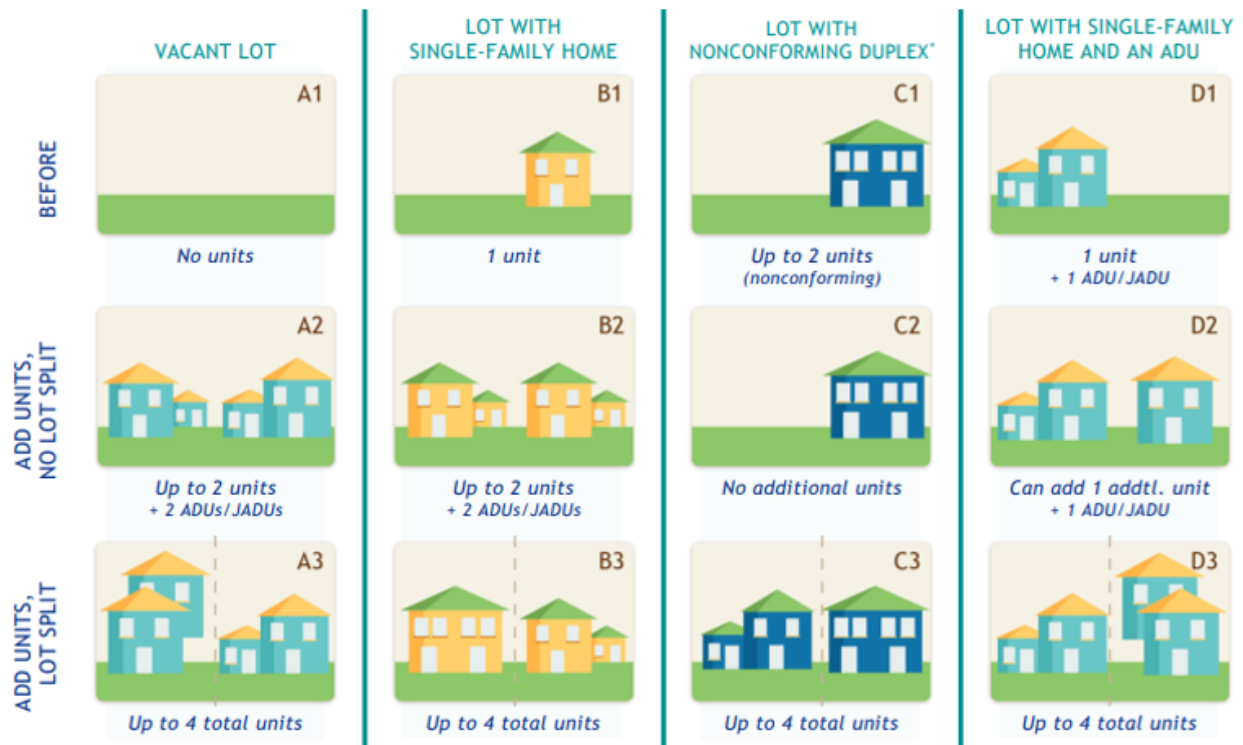 VACANT LOT
LOT WITH
SINGLE-FAMILY HOME
LOT WITH
NONCONFORMING DUPLEX*
LOT WITH SINGLE-FAMILY
HOME AND AN ADU
BEFORE
A1
B1
C1
D1
No units
1 unit
Up to 2 units
(nonconforming)
1 unit
+ 1 ADU/JADU
ADD UNITS,
NO LOT SPLIT
A2
B2
C2
D2
Up to 2 units
+ 2 ADUs/JADUs
Up to 2 units
+ 2 ADUs/JADUs
No additional units
Can add 1 addtl. unit
+ 1 ADU/JADU
ADD UNITS,
LOT SPLIT
A3
B3
C3
D3
Up to 4 total units
Up to 4 total units
Up to 4 total units
Up to 4 total units